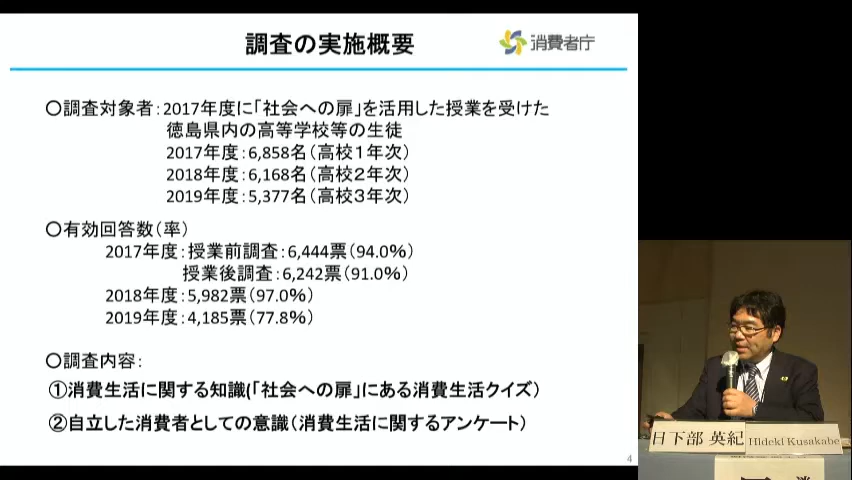 調査の実施概要
消費者庁
〇調査対象者：2017年度に「社会への扉」を活用した授業を受けた
徳島県内の高等学校等の生徒
2017年度：6,858名（高校１年次）
2018年度：6,168名（高校２年次）
2019年度：5,377名（高校３年次）
〇有効回答数（率）
2017年度：授業前調査：6,444票（94.0％）
授業後調査：6,242票（91.0％）
2018年度：5,982票（97.0％）
2019年度：4,185票（77.8％）
〇調査内容：
①消費生活に関する知識(「社会への扉」にある消費生活クイズ）
②自立した消費者としての意識（消費生活に関するアンケート）
4
日下部 英紀 Hideki Kusakabe